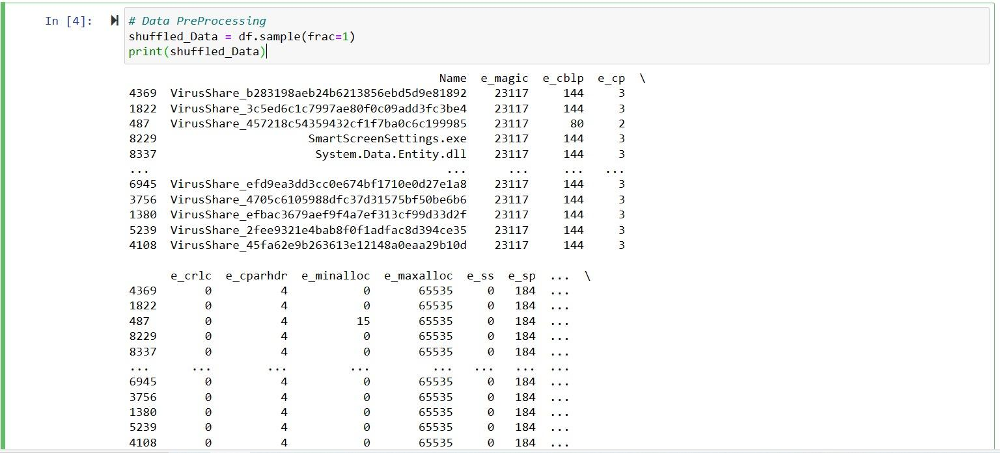 In [4]:
# Data PreProcessing
shuffled_Data = df.sample(frac=1)
print(shuffled_Data)
Name e_magic e_cblp e_cp \
4369 VirusShare_b283198aeb24b6213856ebd5d9e81892 23117 144 3
1822 VirusShare_3c5ed6c1c7997ae80f0c09add3fc3be4 23117 144 3
487 VirusShare_457218c54359432cf1f7ba0c6c199985 23117 80 2
8229 SmartScreenSettings.exe 23117 144 3
8337 System.Data.Entity.dll 23117 144 3
... ... ... ... ...
6945 VirusShare_efd9ea3dd3cc0e674bf1710e0d27e1a8 23117 144 3
3756 VirusShare_4705c6105988dfc37d31575bf50be6b6 23117 144 3
1380 VirusShare_efbac3679aef9f4a7ef313cf99d33d2f 23117 144 3
5239 VirusShare_2fee9321e4bab8f0f1adfac8d394ce35 23117 144 3
4108 VirusShare_45fa62e9b263613e12148a0eaa29b10d 23117 144 3
e_crlc e_cparhdr e_minalloc e_maxalloc e_ss e_sp ... \
4369 0 4 0 65535 0 184 ...
1822 0 4 0 65535 0 184 ...
487 0 4 15 65535 0 184 ...
8229 0 4 0 65535 0 184 ...
8337 0 4 0 65535 0 184 ...
... ... ... ... ... ... ... ...
6945 0 4 0 65535 0 184 ...
3756 0 4 0 65535 0 184 ...
1380 0 4 0 65535 0 184 ...
5239 0 4 0 65535 0 184 ...
4108 0 4 0 65535 0 184 ...